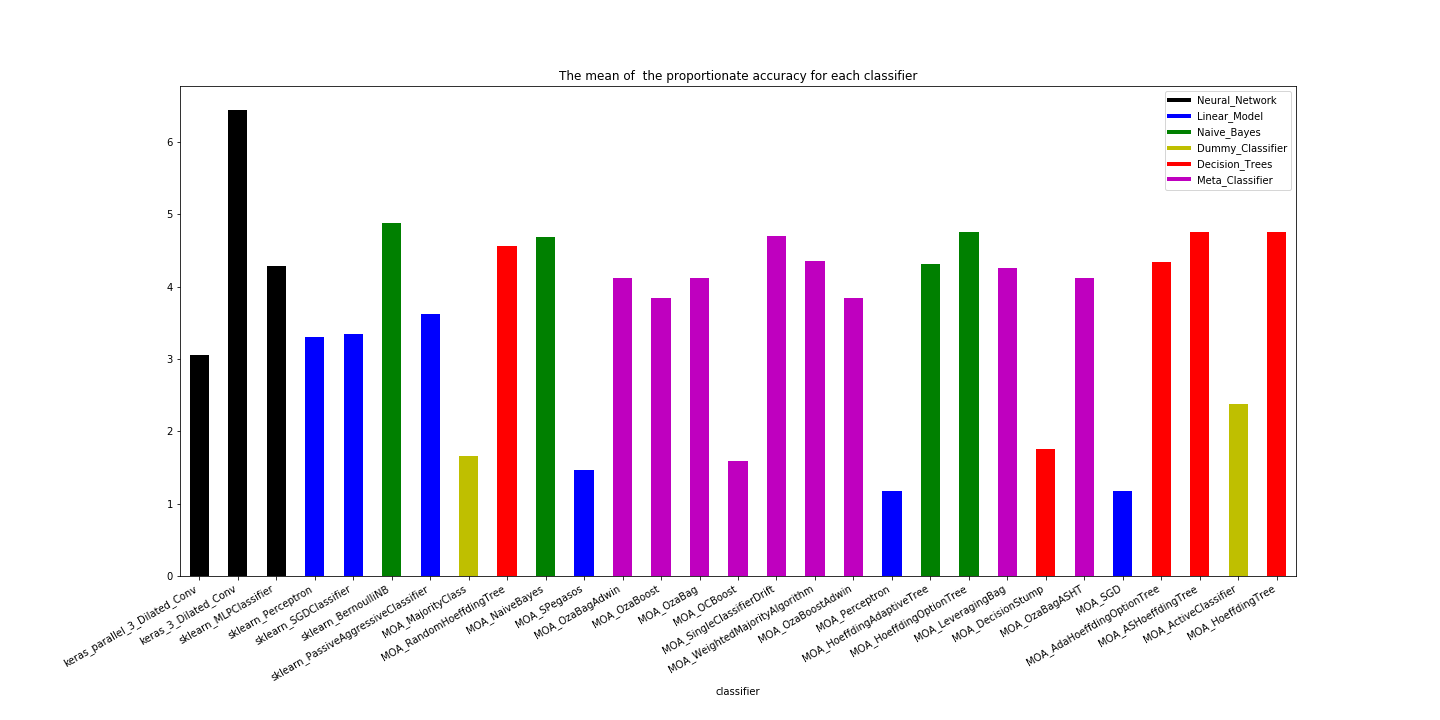 The mean of  the proportionate accuracy for each classifier
Neural_Network
Linear_Model
Naive_Bayes
Dummy_Classifier
Decision_Trees
Meta_Classifier
6
5
4
3
2
1
0
keras_parallel_3_Dilated_Conv
keras_3_Dilated_Conv
sklearn_MLPClassifier
sklearn_Perceptron
sklearn_SGDClassifier
sklearn_BernoulliNB
sklearn_PassiveAggressiveClassifier
MOA_MajorityClass
MOA_RandomHoeffdingTree
MOA_NaiveBayes
MOA_SPegasos
MOA_OzaBagAdwin
MOA_OzaBoost
MOA_OzaBag
MOA_OCBoost
MOA_SingleClassifierDrift
MOA_WeightedMajorityAlgorithm
MOA_OzaBoostAdwin
MOA_Perceptron
MOA_HoeffdingAdaptiveTree
MOA_HoeffdingOptionTree
MOA_LeveragingBag
MOA_DecisionStump
MOA_OzaBagASHT
MOA_SGD
MOA_AdaHoeffdingOptionTree
MOA_ASHoeffdingTree
MOA_ActiveClassifier
MOA_HoeffdingTree
classifier